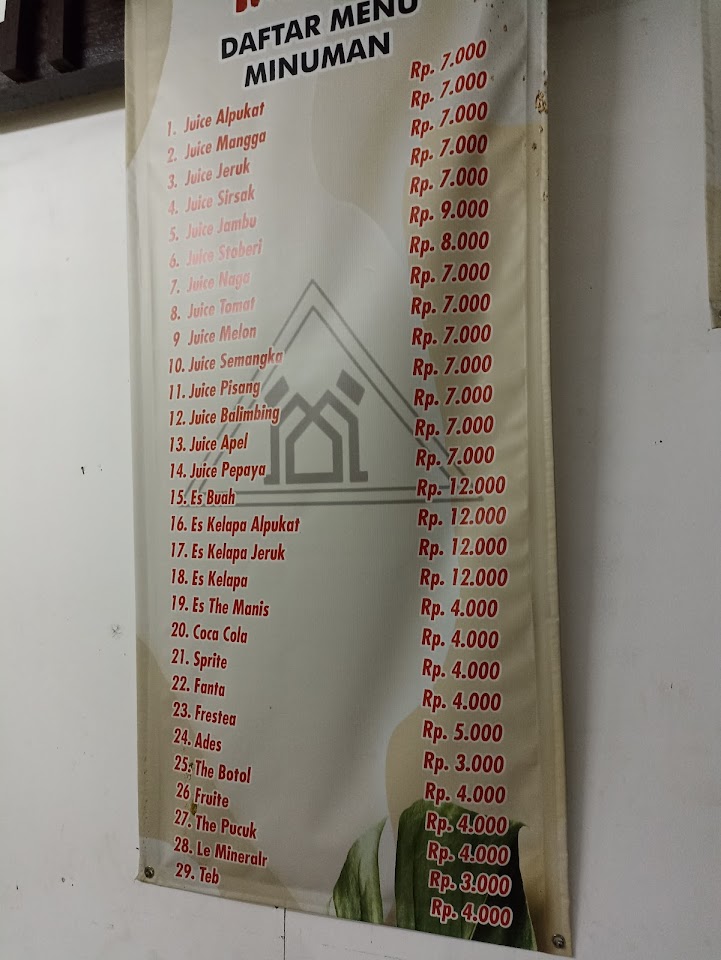 DAFTAR MENU
MINUMAN
1. Juice Alpukat Rp. 7.000
2. Juice Mangga Rp. 7.000
3. Juice Jeruk Rp. 7.000
4. Juice Sirsak Rp. 7.000
5. Juice Jambu Rp. 7.000
6. Juice Stoberi Rp. 9.000
7. Juice Naga Rp. 8.000
8. Juice Tomat Rp. 7.000
9 Juice Melon Rp. 7.000
10. Juice Semangka Rp. 7.000
11. Juice Pisang Rp. 7.000
12. Juice Balimbing Rp. 7.000
13. Juice Apel Rp. 7.000
14. Juice Pepaya Rp. 7.000
15. Es Buah Rp. 12.000
16. Es Kelapa Alpukat Rp. 12.000
17. Es Kelapa Jeruk Rp. 12.000
18. Es Kelapa Rp. 12.000
19. Es The Manis Rp. 4.000
20. Coca Cola Rp. 4.000
21. Sprite Rp. 4.000
22. Fanta Rp. 4.000
23. Frestea Rp. 5.000
24. Ades Rp. 3.000
25. The Botol Rp. 4.000
26 Fruite Rp. 4.000
27. The Pucuk Rp. 4.000
28. Le Mineralr Rp. 3.000
29. Teb Rp. 4.000